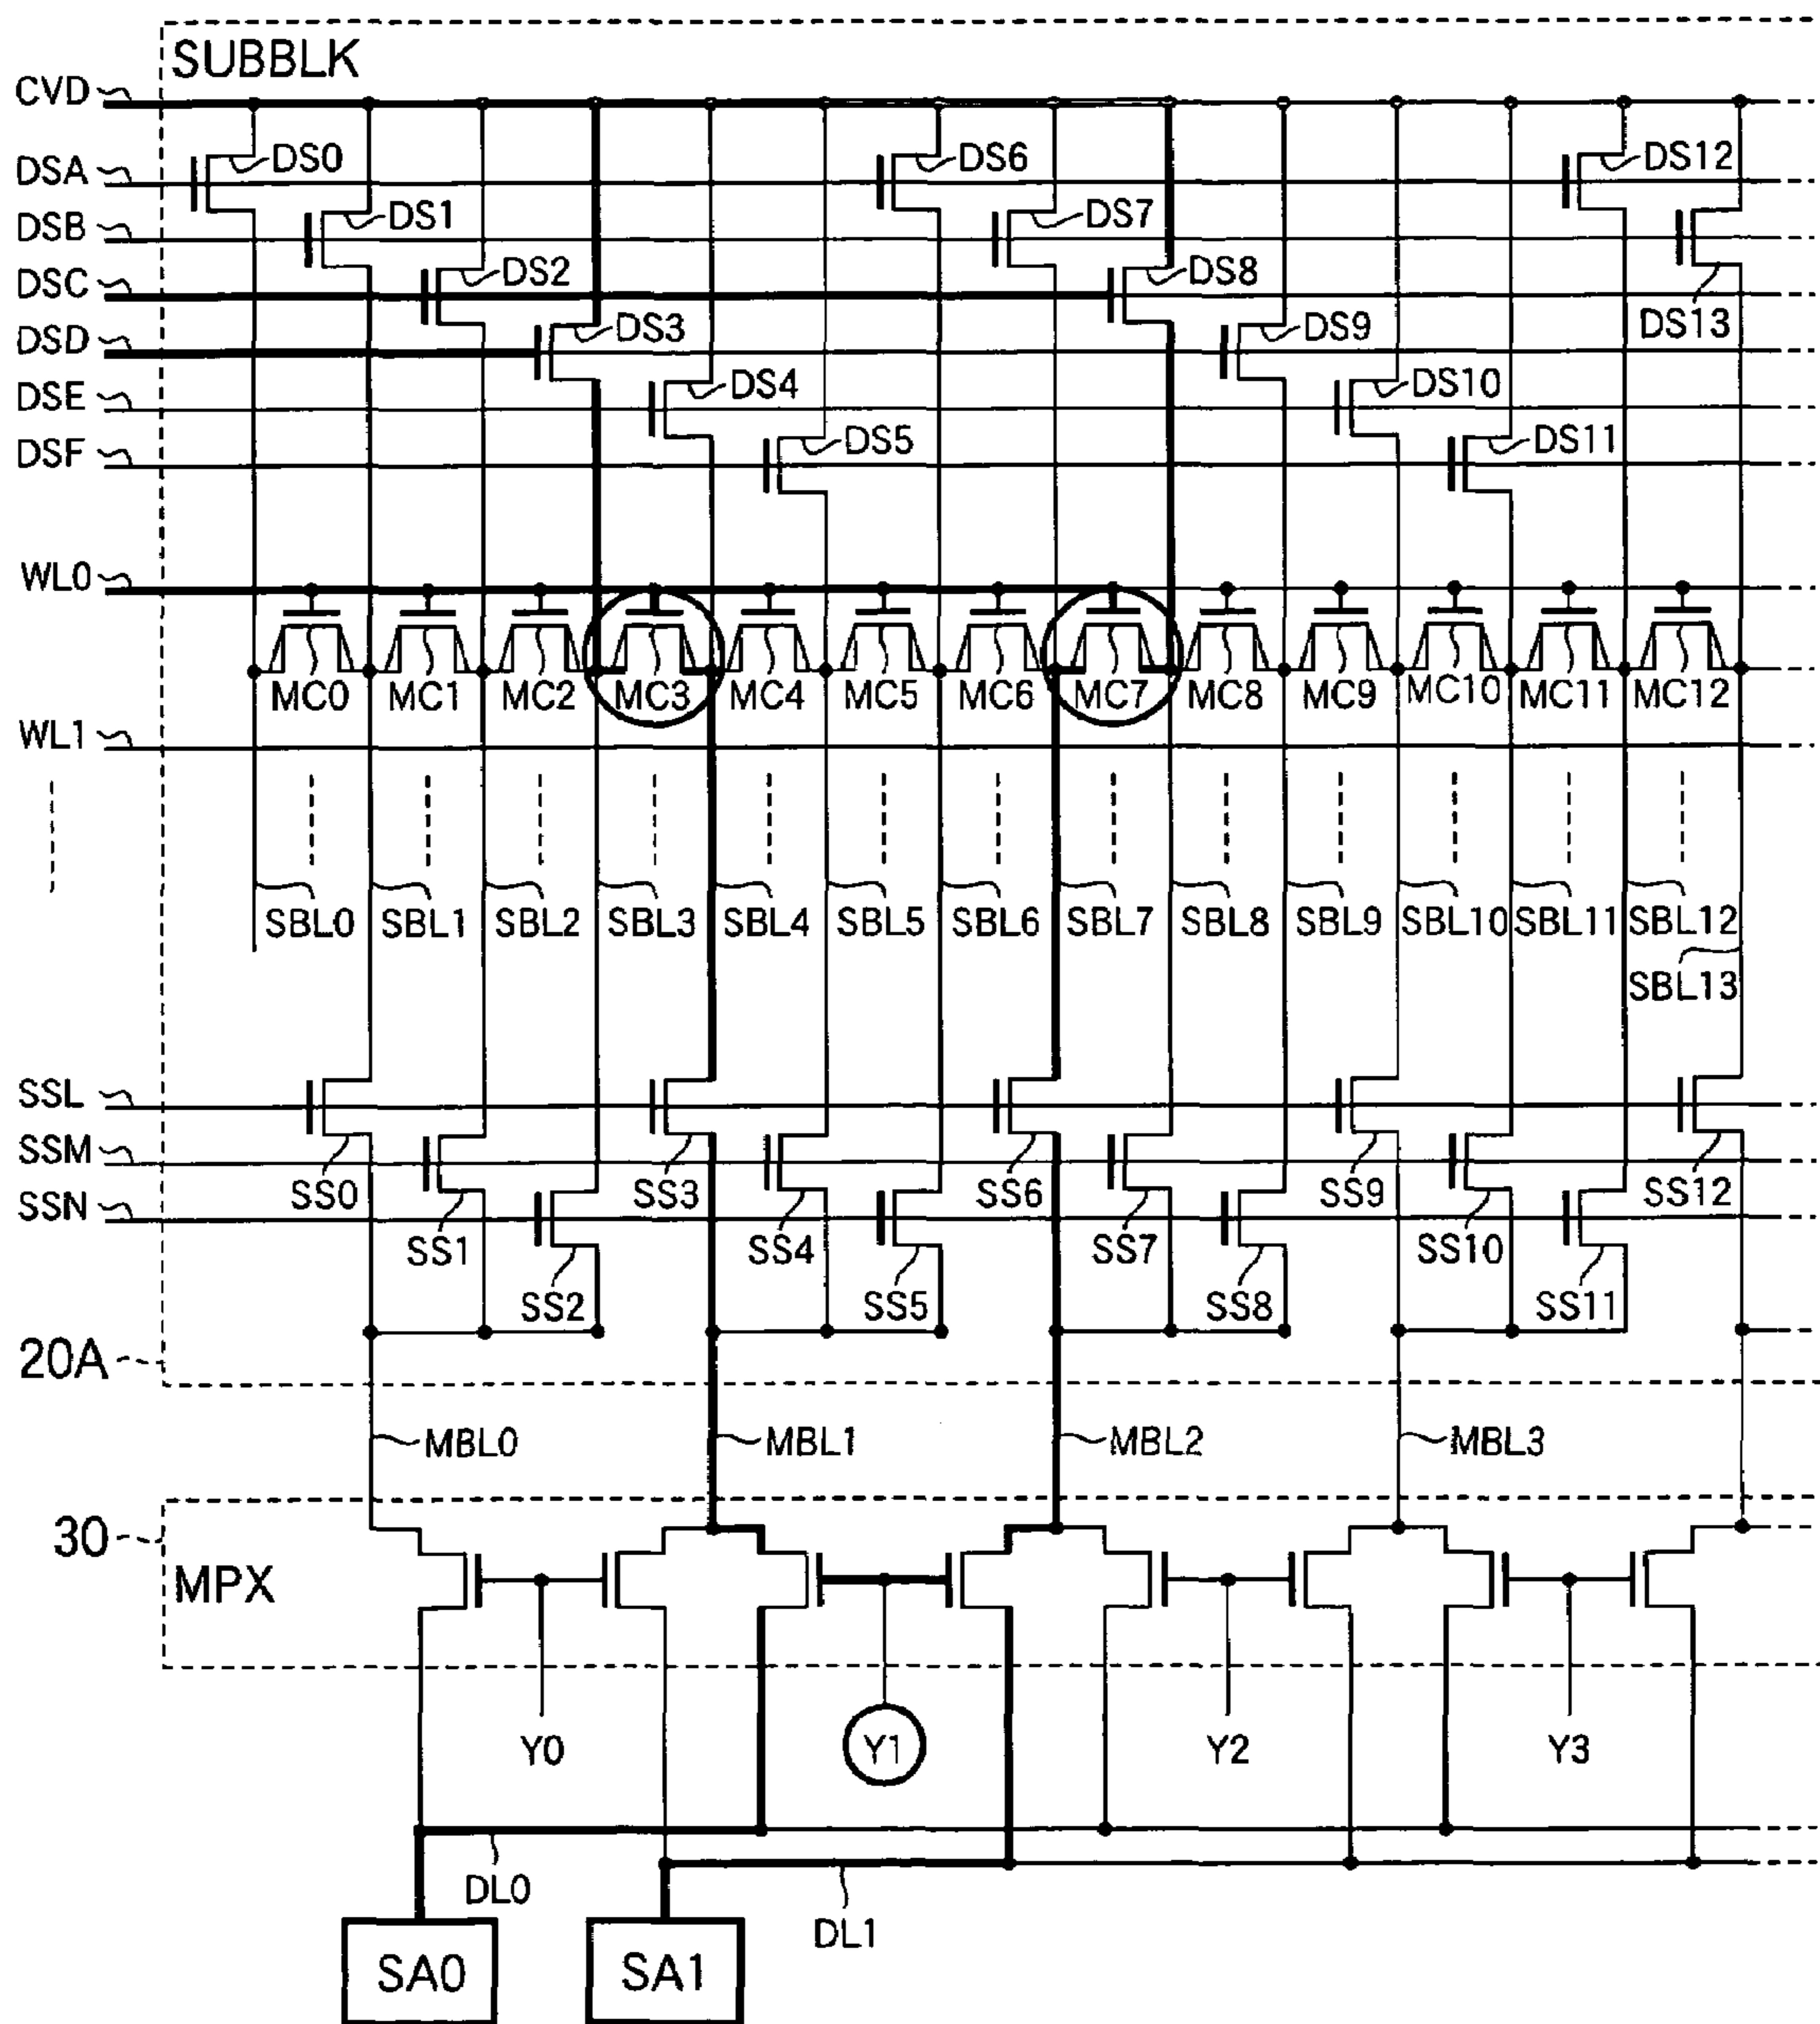 SUBBLK
CVD
DS0 DS6 DS12
DSA
DS1 DS7
DSB
DS2 DS8
DSC
DS3 DS9 DS13
DSD
DS4 DS10
DSE
DS5 DS11
DSF
WL0
MC0 MC1 MC2 MC3 MC4 MC5 MC6 MC7 MC8 MC9 MC10 MC11 MC12
WL1
SBL0 SBL1 SBL2 SBL3 SBL4 SBL5 SBL6 SBL7 SBL8 SBL9 SBL10 SBL11 SBL12
SBL13
SSL
SSM
SS0 SS3 SS6 SS9 SS12
SSN
SS1 SS4 SS7 SS10
SS2 SS5 SS8 SS11
20A
MBL0 MBL1 MBL2 MBL3
30
MPX
Y0 Y1 Y2 Y3
DL0
DL1
SA0 SA1